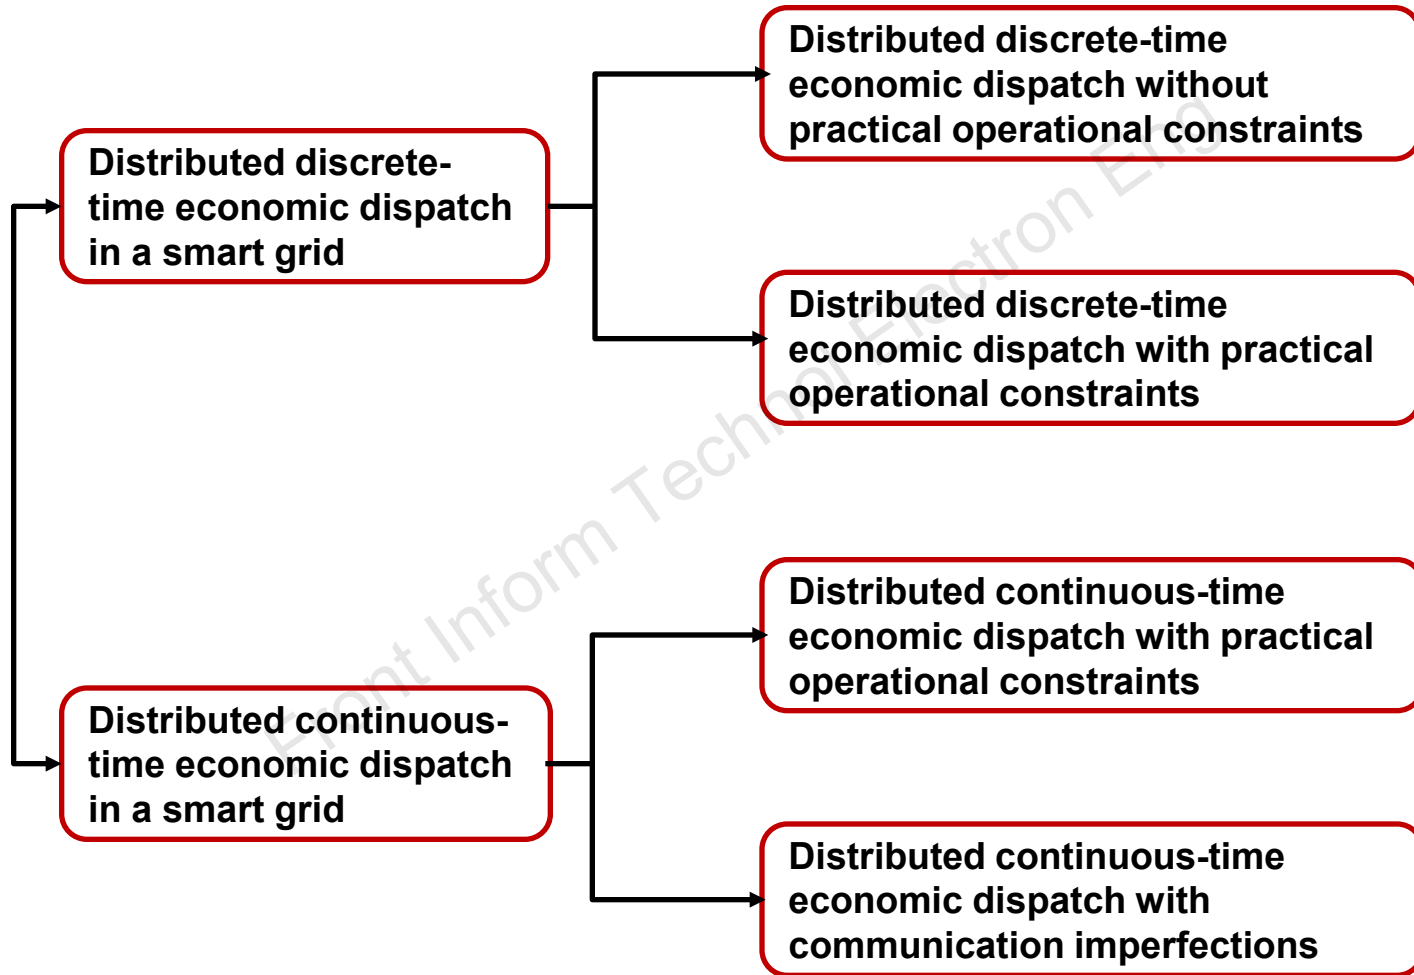 Distributed discrete-time
economic dispatch without
practical operational constraints
Distributed discrete-
time economic dispatch
in a smart grid
Distributed discrete-time
economic dispatch with practical
operational constraints
Distributed continuous-time
economic dispatch with practical
operational constraints
Distributed continuous-
time economic dispatch
in a smart grid
Distributed continuous-time
economic dispatch with
communication imperfections
Front Inform Technol Electron Eng